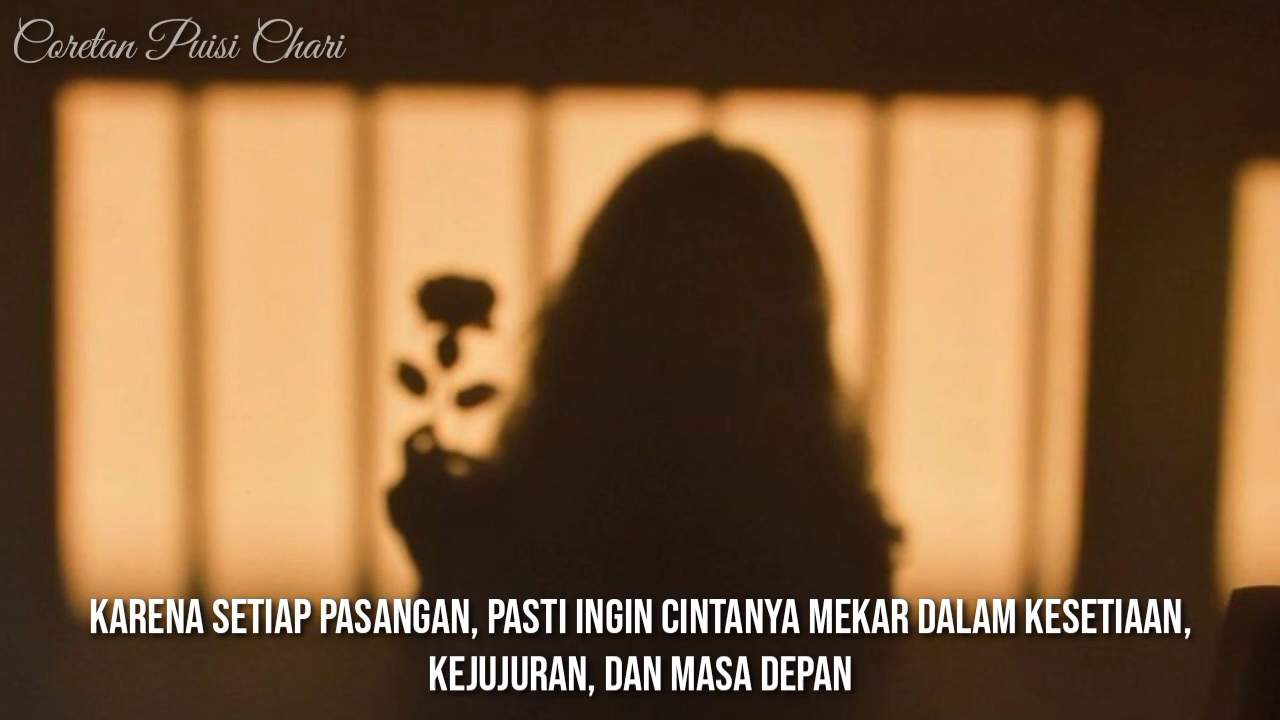 Coretan Puisi Chari
KARENA SETIAP PASANGAN, PASTI INGIN CINTANYA MEKAR DALAM KESETIAAN,
KEJUJURAN, DAN MASA DEPAN